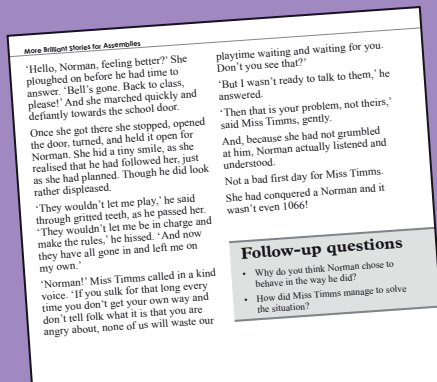 More Brilliant Stories for Assemblies
‘Hello, Norman, feeling better?’ She
ploughed on before he had time to
answer. ‘Bell’s gone. Back to class,
please!’ And she marched quickly and
defiantly towards the school door.
Once she got there she stopped, opened
the door, turned, and held it open for
Norman. She hid a tiny smile, as she
realised that he had followed her, just
as she had planned. Though he did look
rather displeased.
‘They wouldn’t let me play,’ he said
through gritted teeth, as he passed her.
‘They wouldn’t let me be in charge and
make the rules,’ he hissed. ‘And now
they have all gone in and left me on
my own.’
‘Norman!’ Miss Timms called in a kind
voice. ‘If you sulk for that long every
time you don’t get your own way and
don’t tell folk what it is that you are
angry about, none of us will waste our
playtime waiting and waiting for you.
Don’t you see that?’
‘But I wasn’t ready to talk to them,’ he
answered.
‘Then that is your problem, not theirs,’
said Miss Timms, gently.
And, because she had not grumbled
at him, Norman actually listened and
understood.
Not a bad first day for Miss Timms.
She had conquered a Norman and it
wasn’t even 1066!
Follow-up questions
• Why do you think Norman chose to
behave in the way he did?
• How did Miss Timms manage to solve
the situation?